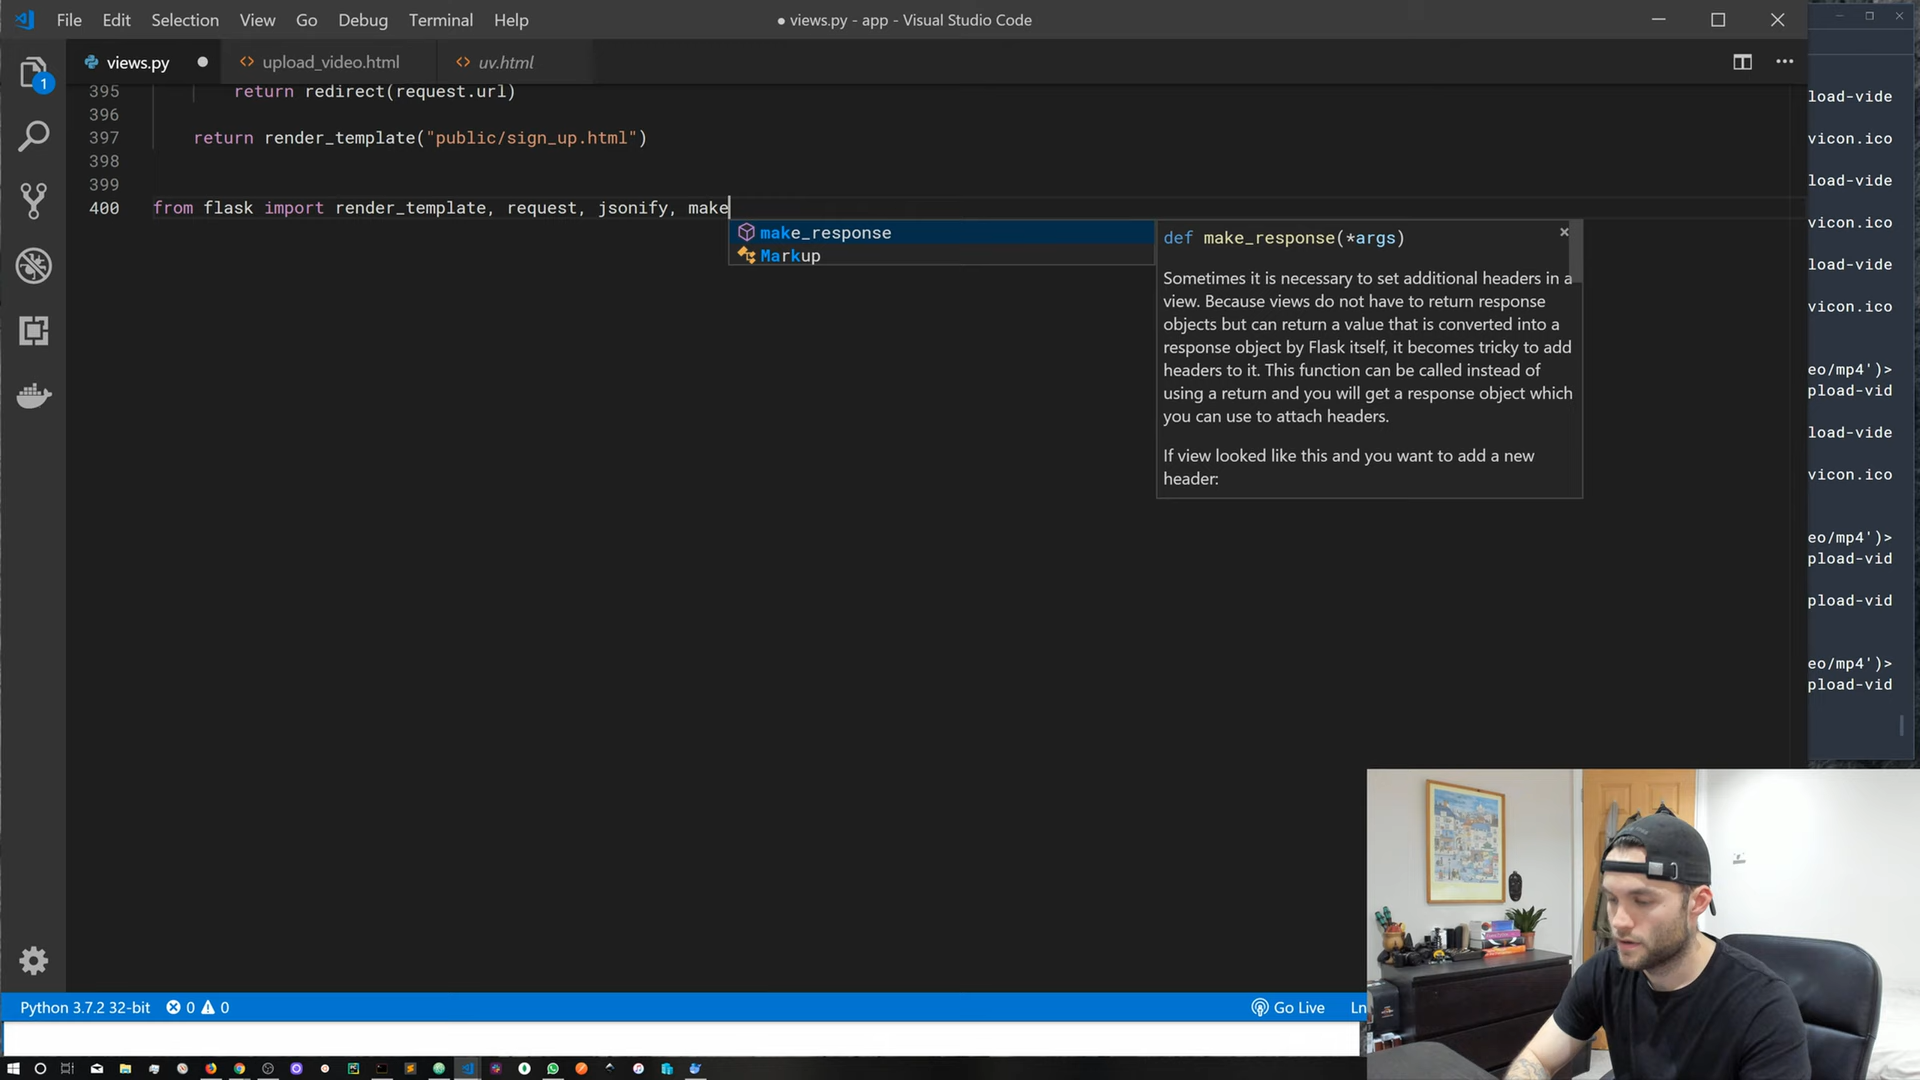 File Edit Selection View Go Debug Terminal Help
● views.py - app - Visual Studio Code
views.py
upload_video.html
uv.html
1
395 return redirect(request.url)
396
397 return render_template("public/sign_up.html")
398
399
400 from flask import render_template, request, jsonify, make
make_response
Markup
def make_response(*args)
Sometimes it is necessary to set additional headers in a
view. Because views do not have to return response
objects but can return a value that is converted into a
response object by Flask itself, it becomes tricky to add
headers to it. This function can be called instead of
using a return and you will get a response object which
you can use to attach headers.
If view looked like this and you want to add a new
header:
load-vide
vicon.ico
load-vide
vicon.ico
load-vide
vicon.ico
eo/mp4')>
pload-vid
load-vide
vicon.ico
eo/mp4')>
pload-vid
pload-vid
eo/mp4')>
pload-vid
Python 3.7.2 32-bit 0 0
Go Live Ln